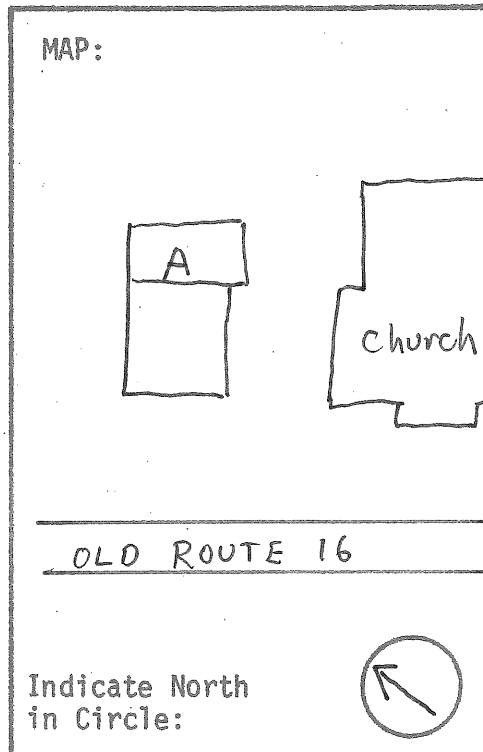 MAP:
A
Church
OLD ROUTE 16
Indicate North
in Circle: